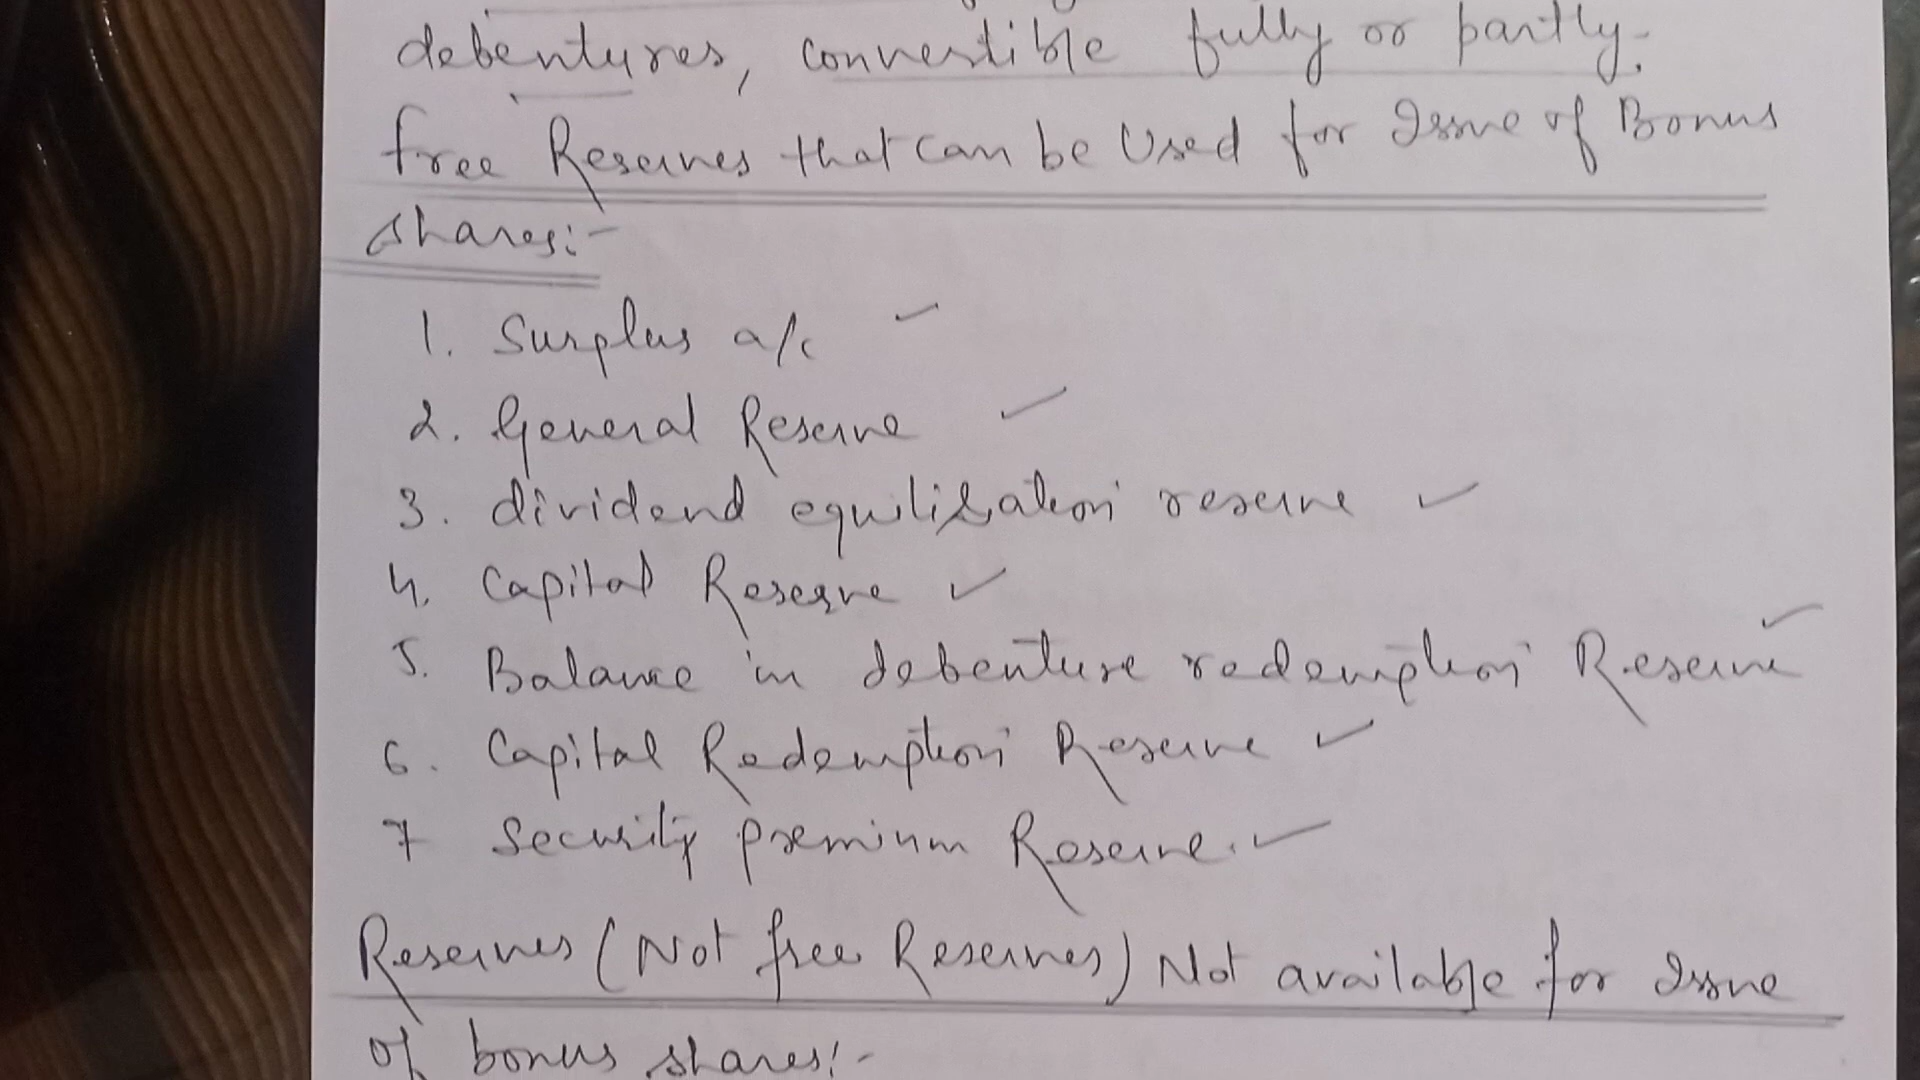 debentures, convertible fully or partly.
free Reserves that can be Used for Issue of Bonus
shares:-
1. Surplus a/c
2. General Reserve
3. dividend equilisation reserve
4. Capital Reserve
5. Balance in debenture redemption Reserve
6. Capital Redemption Reserve
7 Security premium Reserve.
Reserves (Not free Reserves) Not available for Issue
of bonus shares:-